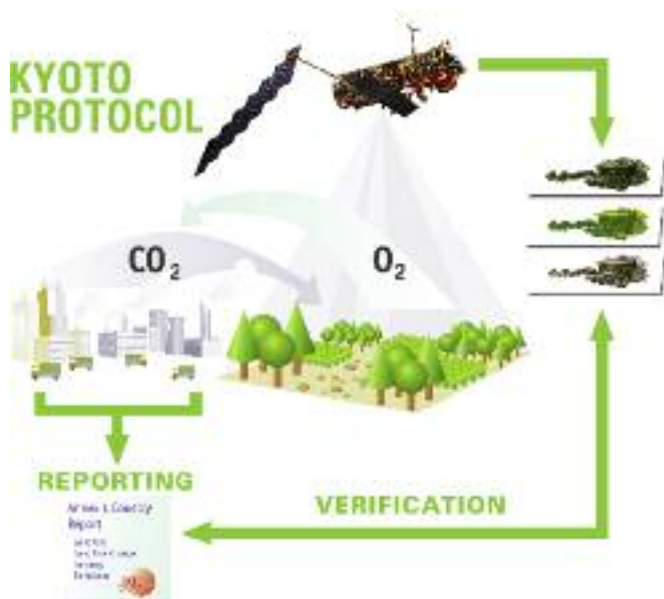 KYOTO
PROTOCOL
CO₂
O₂
REPORTING
VERIFICATION
Annex I Country
Report